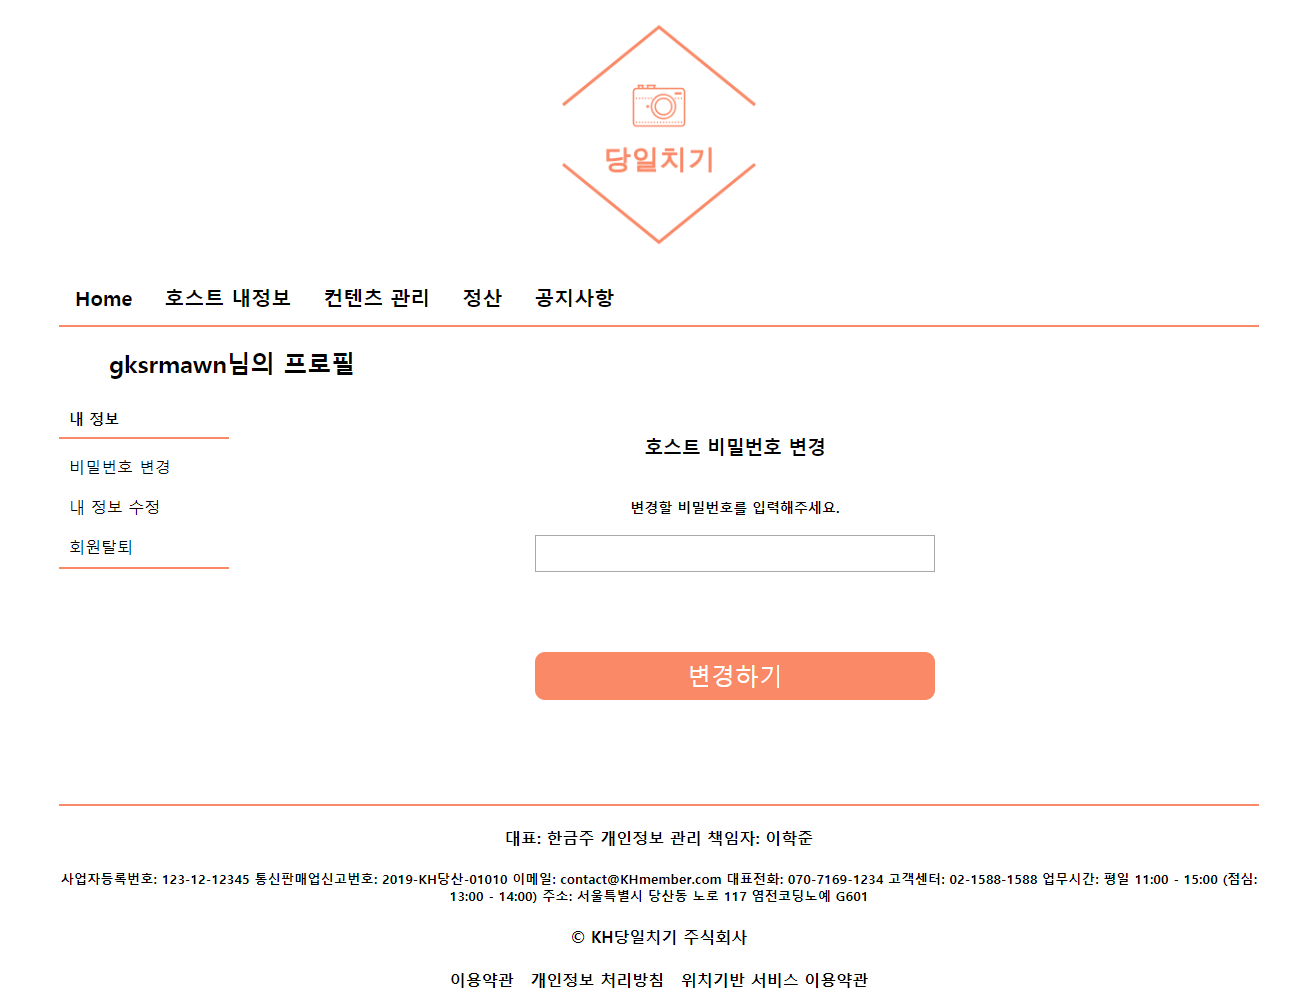 당일치기
Home 호스트 내정보 컨텐츠 관리 정산 공지사항
gksrmawn님의 프로필
내 정보
비밀번호 변경
내 정보 수정
회원탈퇴
호스트 비밀번호 변경
변경할 비밀번호를 입력해주세요.
변경하기
대표: 한금주 개인정보 관리 책임자: 이학준
사업자등록번호: 123-12-12345 통신판매업신고번호: 2019-KH당산-01010 이메일: contact@KHmember.com 대표전화: 070-7169-1234 고객센터: 02-1588-1588 업무시간: 평일 11:00 - 15:00 (점심:
13:00 - 14:00) 주소: 서울특별시 당산동 노로 117 염전코딩노예 G601
© KH당일치기 주식회사
이용약관 개인정보 처리방침 위치기반 서비스 이용약관